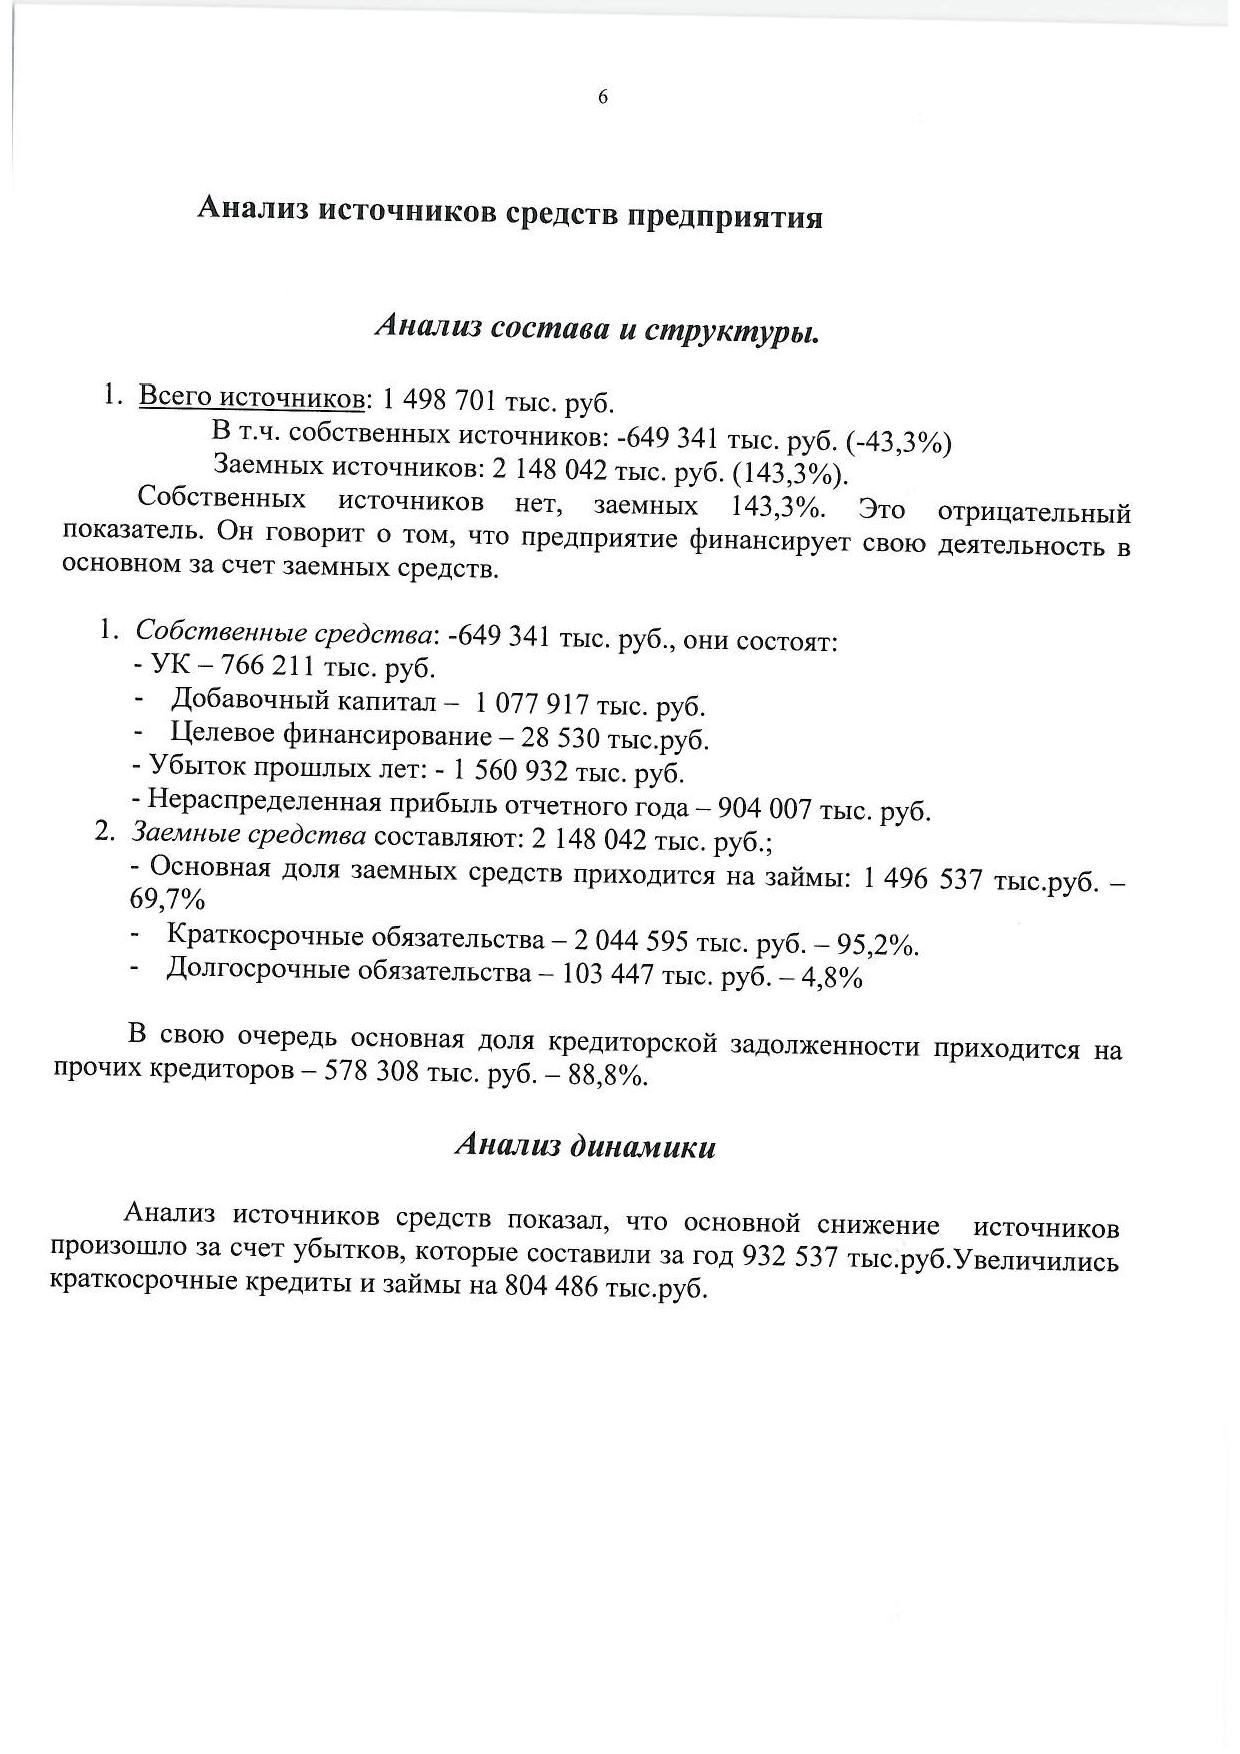 6
Анализ источников средств предприятия
Анализ состава и структуры.
1. Всего источников: 1 498 701 тыс. руб.
В т.ч. собственных источников: -649 341 тыс. руб. (-43,3%)
Заемных источников: 2 148 042 тыс. руб. (143,3%).
Собственных источников нет, заемных 143,3%. Это отрицательный
показатель. Он говорит о том, что предприятие финансирует свою деятельность в
основном за счет заемных средств.
1. Собственные средства: -649 341 тыс. руб., они состоят:
- УК – 766 211 тыс. руб.
- Добавочный капитал – 1 077 917 тыс. руб.
- Целевое финансирование – 28 530 тыс.руб.
- Убыток прошлых лет: - 1 560 932 тыс. руб.
- Нераспределенная прибыль отчетного года – 904 007 тыс. руб.
2. Заемные средства составляют: 2 148 042 тыс. руб.;
- Основная доля заемных средств приходится на займы: 1 496 537 тыс.руб. –
69,7%
- Краткосрочные обязательства – 2 044 595 тыс. руб. – 95,2%.
- Долгосрочные обязательства – 103 447 тыс. руб. – 4,8%
В свою очередь основная доля кредиторской задолженности приходится на
прочих кредиторов – 578 308 тыс. руб. – 88,8%.
Анализ динамики
Анализ источников средств показал, что основной снижение источников
произошло за счет убытков, которые составили за год 932 537 тыс.руб.Увеличились
краткосрочные кредиты и займы на 804 486 тыс.руб.